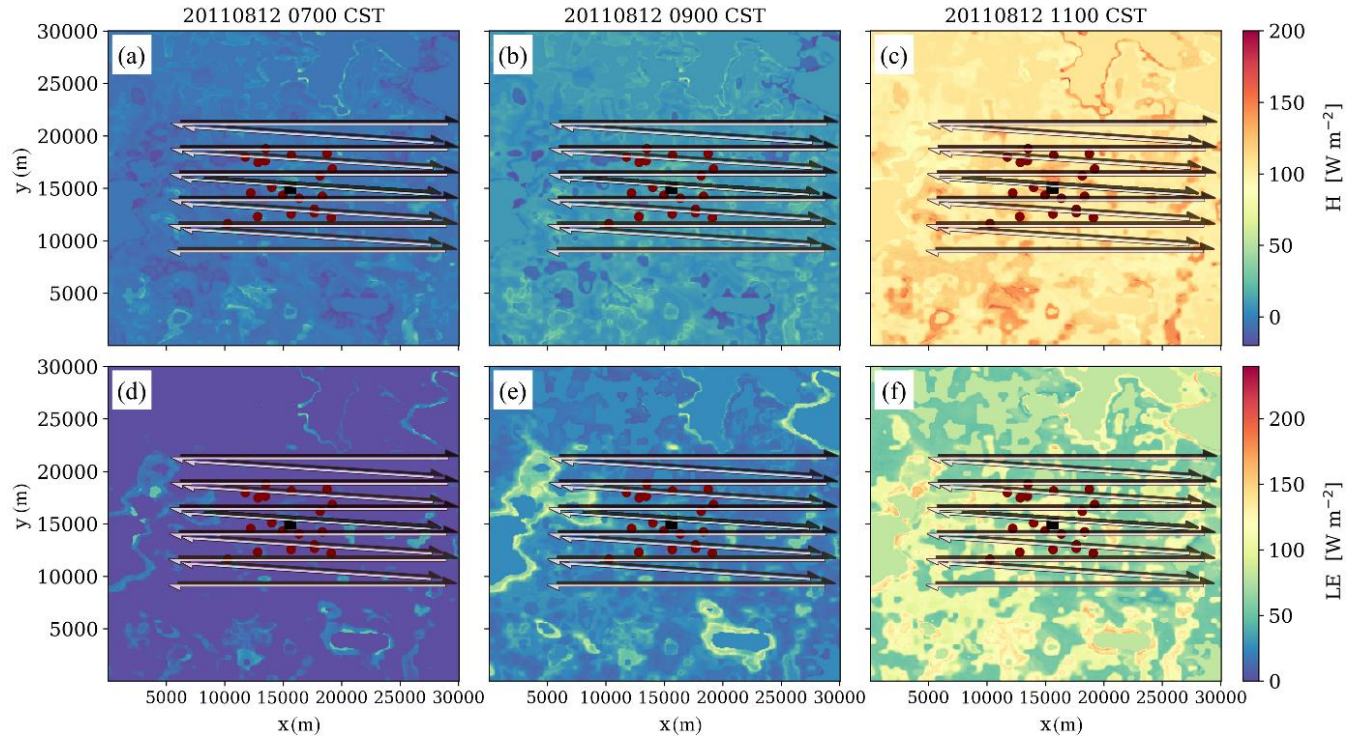 20110812 0700 CST 20110812 0900 CST 20110812 1100 CST
30000 (a) (b) (c) 200
25000
20000 150
y (m) 15000 100 H [W m⁻²]
10000 50
5000 0
30000 (d) (e) (f)
25000 200
20000 150
y (m) 15000 100 LE [W m⁻²]
10000 50
5000
0
5000 10000 15000 20000 25000 30000 5000 10000 15000 20000 25000 30000 5000 10000 15000 20000 25000 30000
x (m) x (m) x (m)